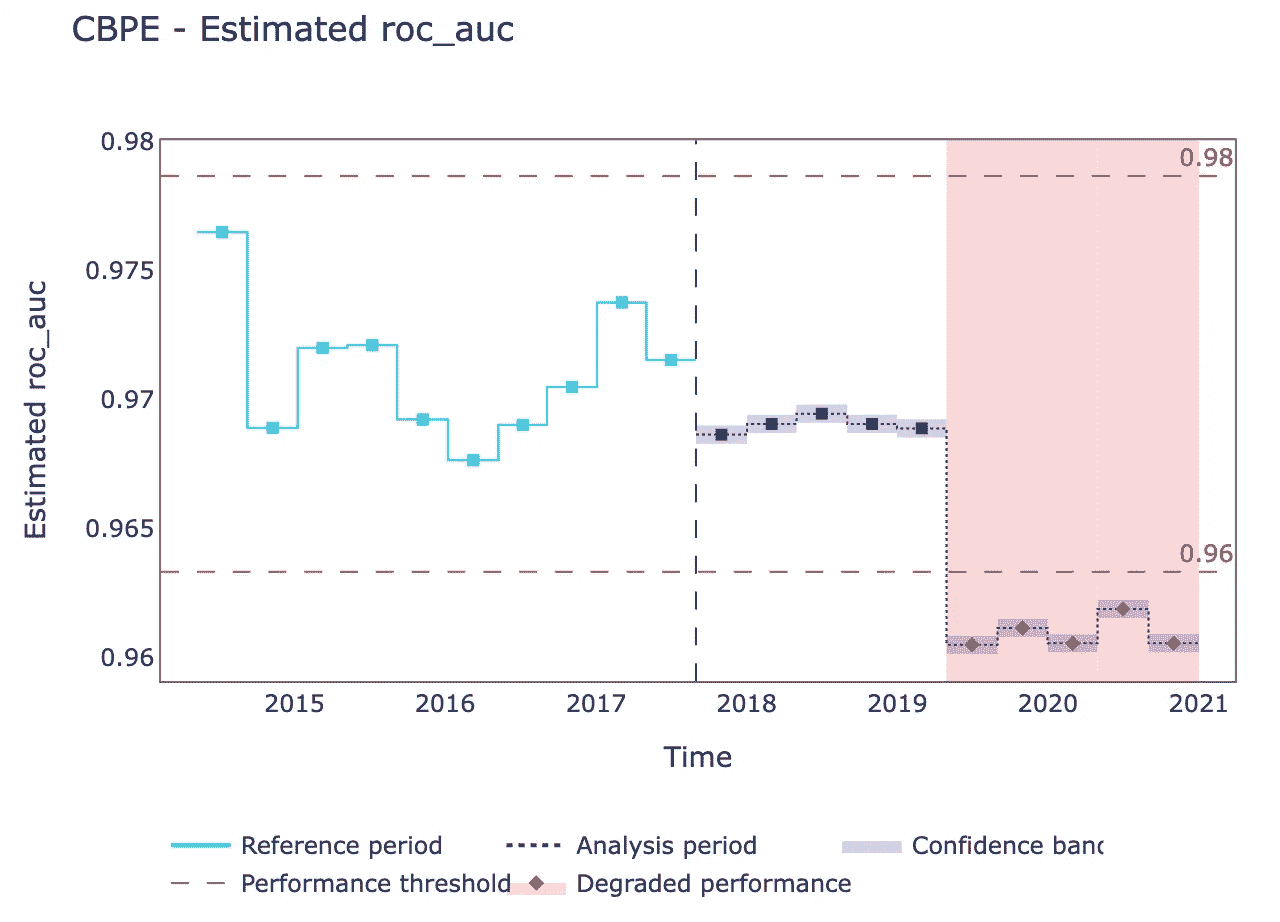 CBPE - Estimated roc_auc
0.98
0.98
0.975
0.97
0.965
0.96
0.96
Estimated roc_auc
2015 2016 2017 2018 2019 2020 2021
Time
Reference period Analysis period Confidence band
Performance threshold Degraded performance